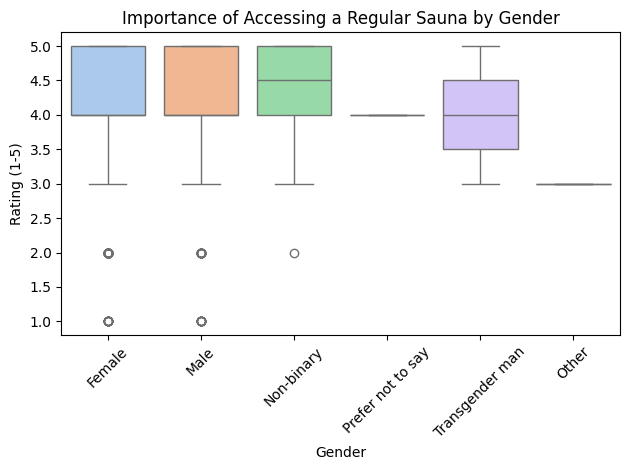 Importance of Accessing a Regular Sauna by Gender
Rating (1-5)
5.0
4.5
4.0
3.5
3.0
2.5
2.0
1.5
1.0
Female
Male
Non-binary
Prefer not to say
Transgender man
Other
Gender